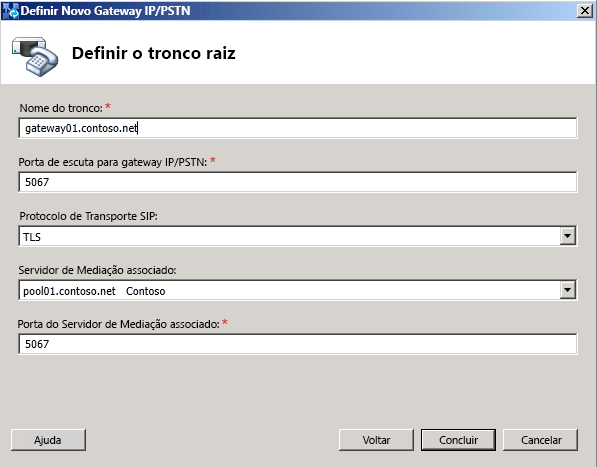 Definir Novo Gateway IP/PSTN
Definir o tronco raiz
Nome do tronco: *
gateway01.contoso.net
Porta de escuta para gateway IP/PSTN: *
5067
Protocolo de Transporte SIP:
TLS
Servidor de Mediação associado:
pool01.contoso.net Contoso
Porta do Servidor de Mediação associado: *
5067
Ajuda Voltar Concluir Cancelar